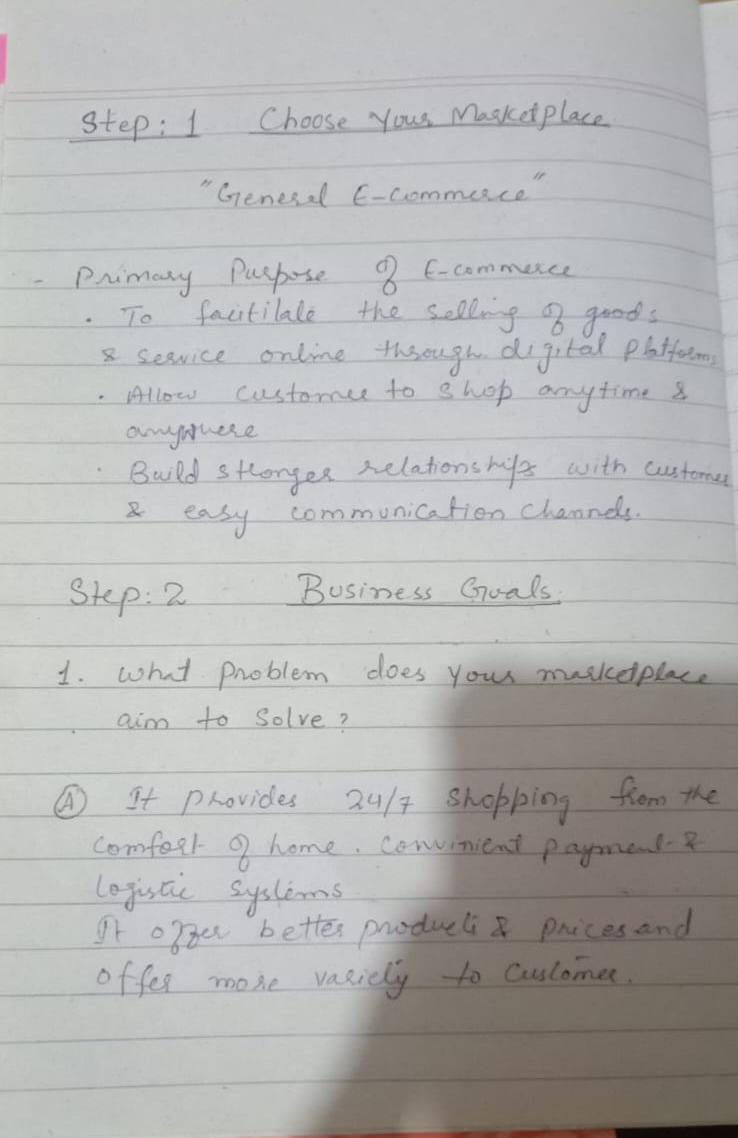 Step: 1 Choose Your Marketplace
"General E-Commerce"
- Primary Purpose of E-commerce
• To facitilate the selling of goods
& service online through digital Platforms
• Allow customer to shop anytime &
anywhere
• Build stronger relationships with customer
& easy communication channels.
Step: 2 Business Goals.
1. What problem does your marketplace
aim to solve?
(A) It provides 24/7 shopping from the
comfort of home. Convinient payment &
Logistic Systems
It offer better products & prices and
offer more variety to customer.